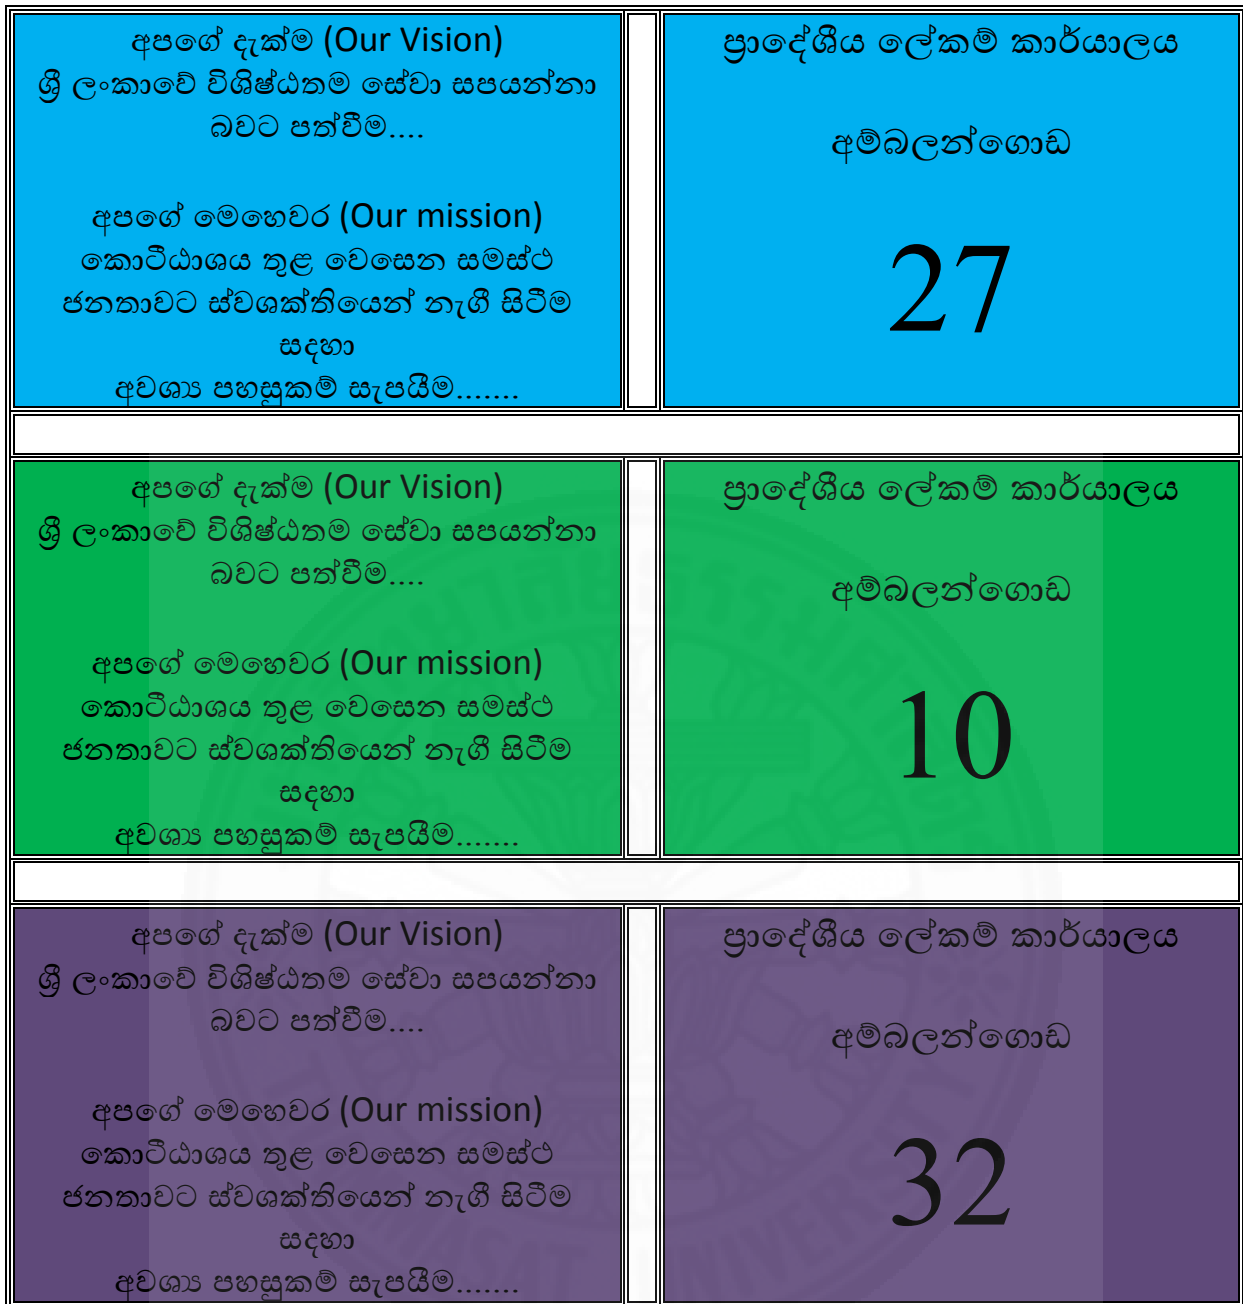 අපගේ දැක්ම (Our Vision)
ශ්‍රී ලංකාවේ විශිෂ්ඨතම සේවා සපයන්නා
බවට පත්වීම....
අපගේ මෙහෙවර (Our mission)
කොටීඨාශය තුළ වෙසෙන සමස්ථ
ජනතාවට ස්වශක්තියෙන් නැගී සිටීම
සදහා
අවශ්‍ය පහසුකම් සැපයීම.......
ප්‍රාදේශීය ලේකම් කාර්යාලය
අම්බලන්ගොඩ
27
අපගේ දැක්ම (Our Vision)
ශ්‍රී ලංකාවේ විශිෂ්ඨතම සේවා සපයන්නා
බවට පත්වීම....
අපගේ මෙහෙවර (Our mission)
කොටීඨාශය තුළ වෙසෙන සමස්ථ
ජනතාවට ස්වශක්තියෙන් නැගී සිටීම
සදහා
අවශ්‍ය පහසුකම් සැපයීම.......
ප්‍රාදේශීය ලේකම් කාර්යාලය
අම්බලන්ගොඩ
10
අපගේ දැක්ම (Our Vision)
ශ්‍රී ලංකාවේ විශිෂ්ඨතම සේවා සපයන්නා
බවට පත්වීම....
අපගේ මෙහෙවර (Our mission)
කොටීඨාශය තුළ වෙසෙන සමස්ථ
ජනතාවට ස්වශක්තියෙන් නැගී සිටීම
සදහා
අවශ්‍ය පහසුකම් සැපයීම.......
ප්‍රාදේශීය ලේකම් කාර්යාලය
අම්බලන්ගොඩ
32